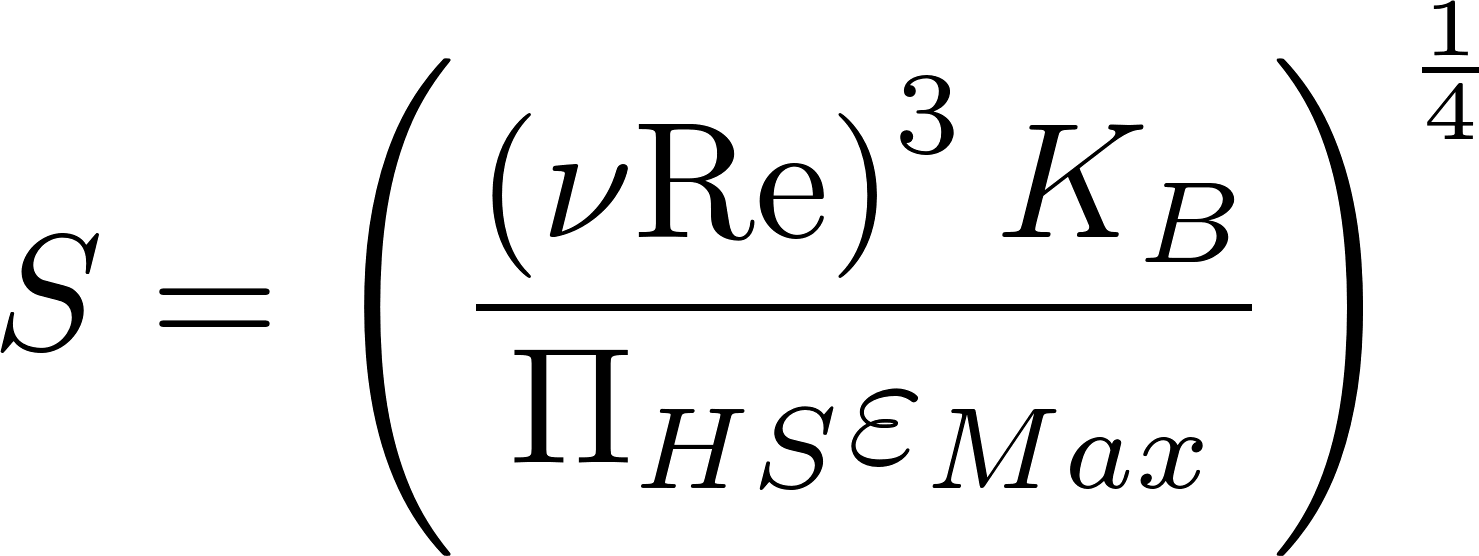 S = \left( \frac{(\nu \mathrm{Re})^3 K_B}{\Pi_{HS} \varepsilon_{Max}} \right)^{\frac{1}{4}}